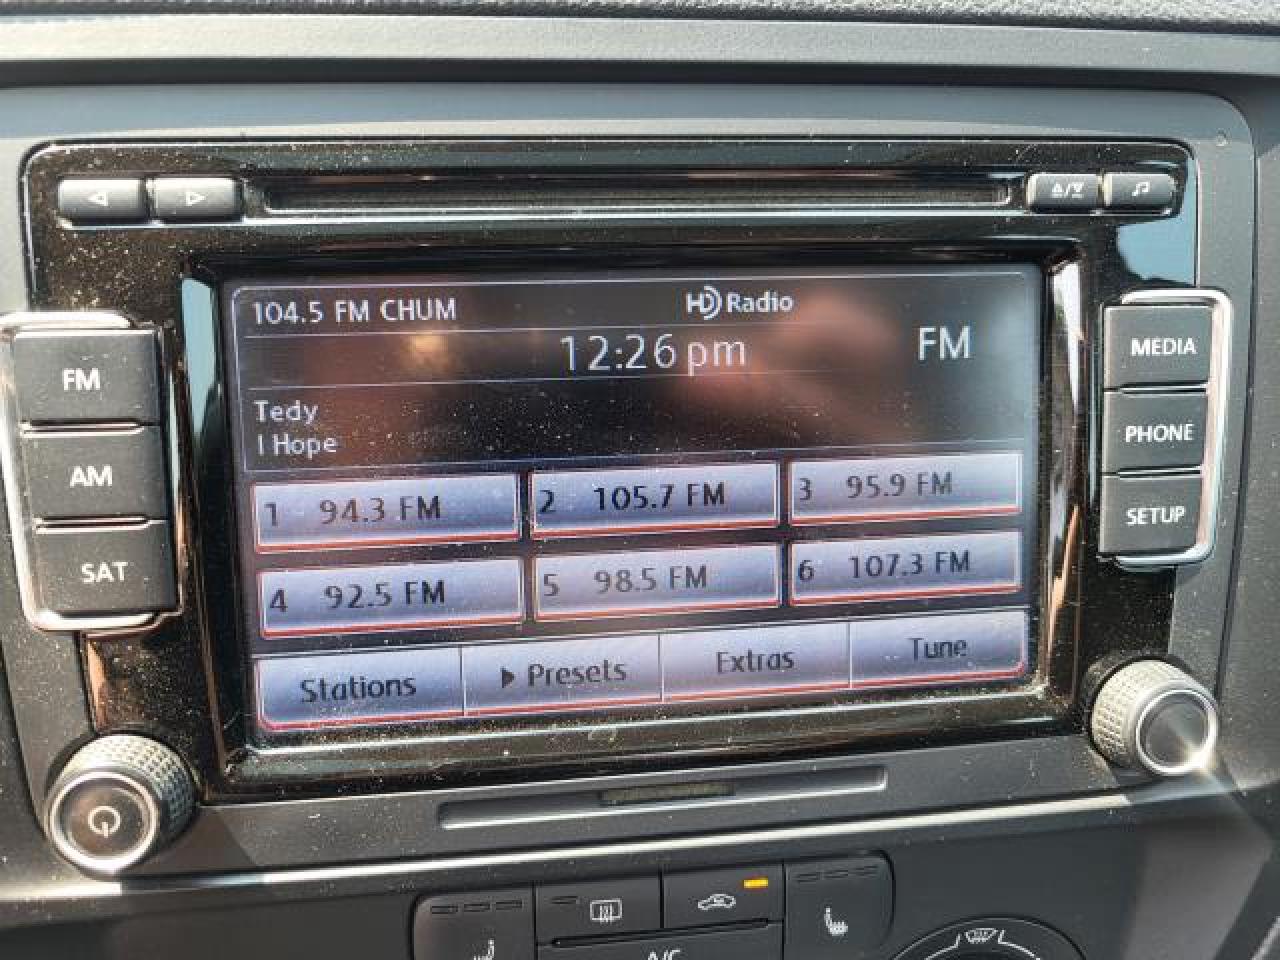 104.5 FM CHUM
HD Radio
12:26 pm
FM
Tedy
I Hope
1 94.3 FM
2 105.7 FM
3 95.9 FM
4 92.5 FM
5 98.5 FM
6 107.3 FM
Stations
Presets
Extras
Tune
FM
AM
SAT
MEDIA
PHONE
SETUP
A/C